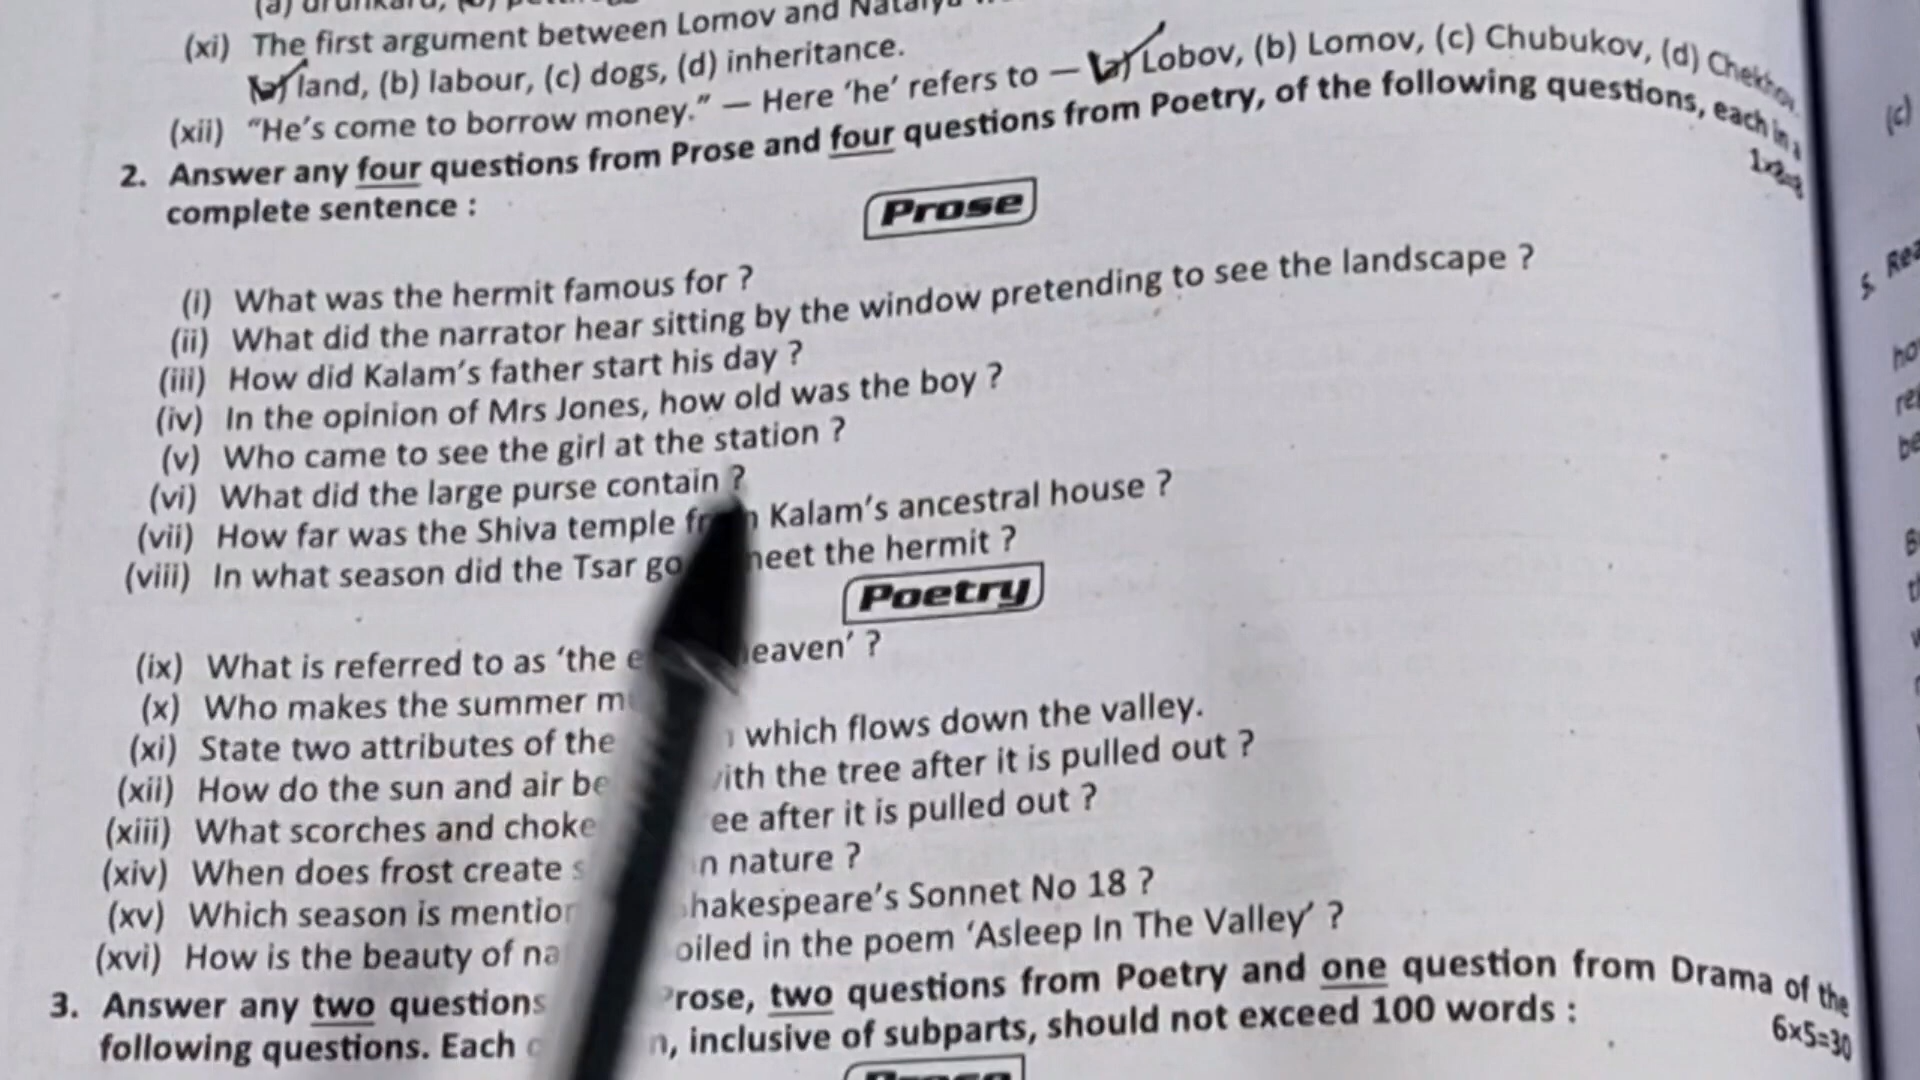 (xi) The first argument between Lomov and
(a) land, (b) labour, (c) dogs, (d) inheritance.
(xii) “He’s come to borrow money.” — Here ‘he’ refers to — (a) Lobov, (b) Lomov, (c) Chubukov, (d) Chekhov.
2. Answer any four questions from Prose and four questions from Poetry, of the following questions, each in a
complete sentence :
Prose
(i) What was the hermit famous for ?
(ii) What did the narrator hear sitting by the window pretending to see the landscape ?
(iii) How did Kalam’s father start his day ?
(iv) In the opinion of Mrs Jones, how old was the boy ?
(v) Who came to see the girl at the station ?
(vi) What did the large purse contain ?
(vii) How far was the Shiva temple Kalam’s ancestral house ?
(viii) In what season did the Tsar go meet the hermit ?
Poetry
(ix) What is referred to as ‘the heaven’ ?
(x) Who makes the summer
(xi) State two attributes of the which flows down the valley.
(xii) How do the sun and air with the tree after it is pulled out ?
(xiii) What scorches and after it is pulled out ?
(xiv) When does frost create nature ?
(xv) Which season is Shakespeare’s Sonnet No 18 ?
(xvi) How is the beauty of in the poem ‘Asleep In The Valley’ ?
3. Answer any two questions Prose, two questions from Poetry and one question from Drama of the
following questions. Each inclusive of subparts, should not exceed 100 words :
6x5=30
(c)
5.